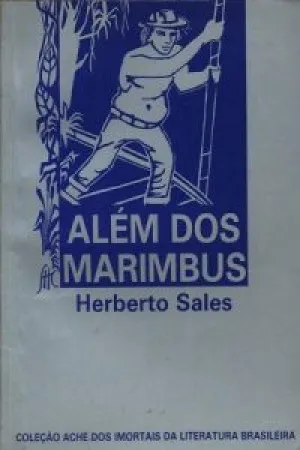 ALÉM DOS
MARIMBUS
Herberto Sales
COLEÇÃO ACHE DOS IMORTAIS DA LITERATURA BRASILEIRA